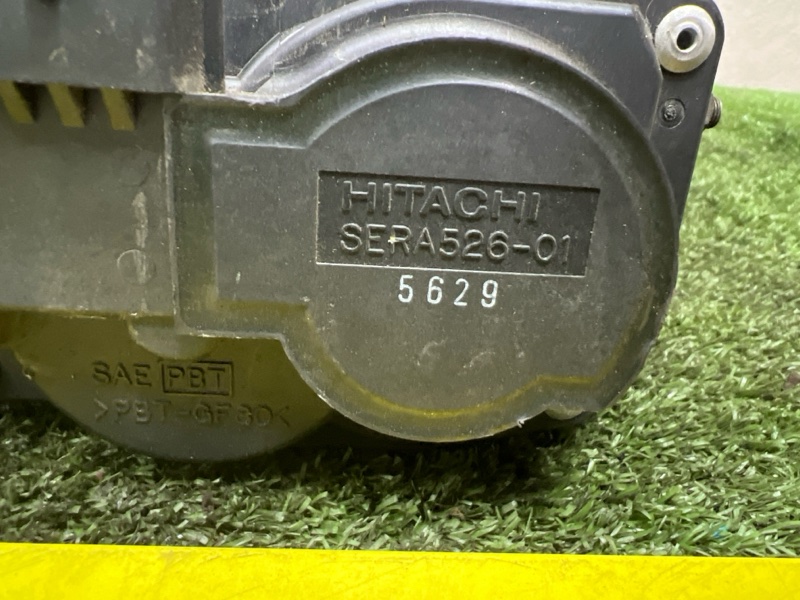 HITACHI
SERA526-01
5629
SAE PBT
>PBT-GF30<